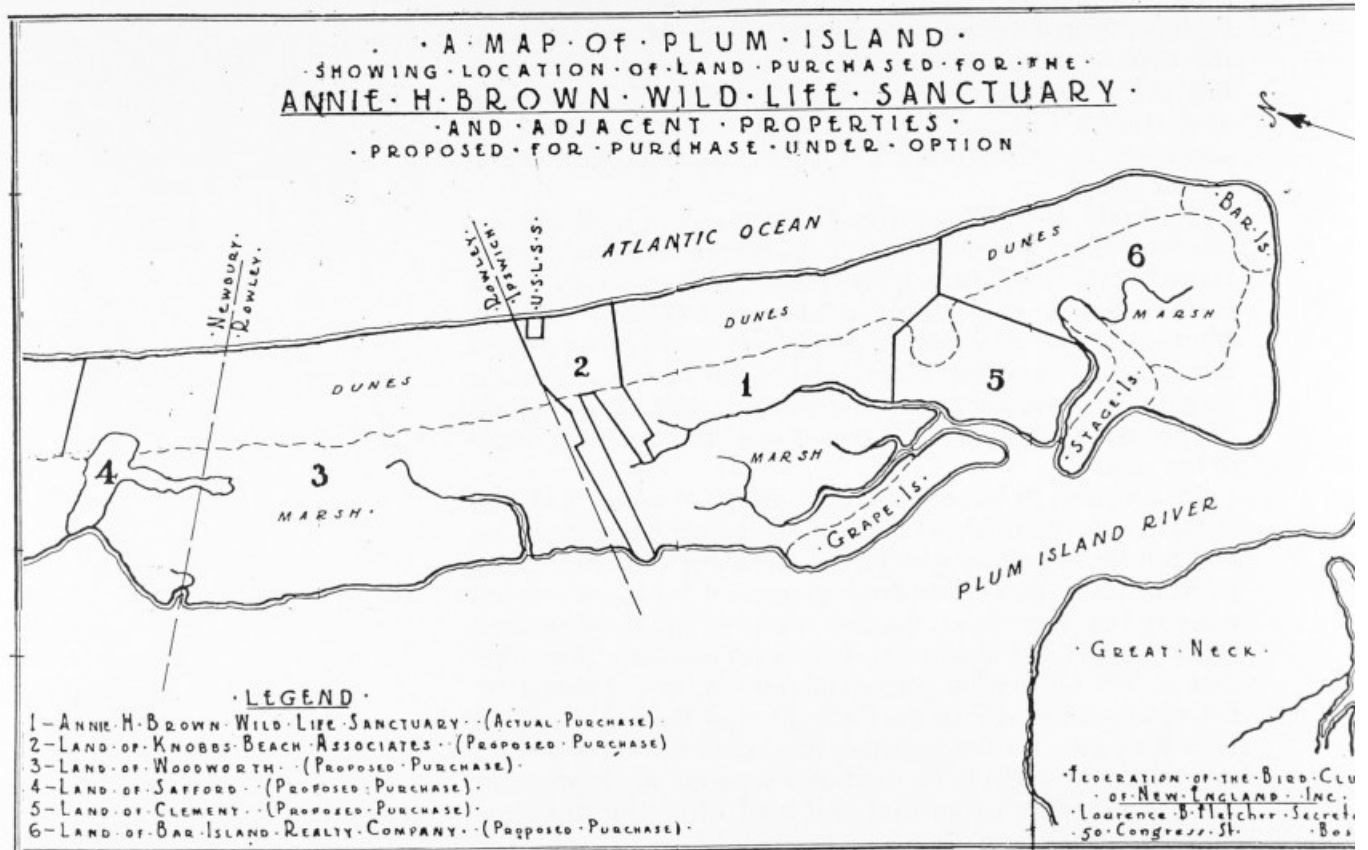 · A · MAP · OF · PLUM · ISLAND ·
· SHOWING · LOCATION · OF · LAND · PURCHASED · FOR · THE ·
ANNIE · H · BROWN · WILD · LIFE · SANCTUARY ·
· AND · ADJACENT · PROPERTIES ·
· PROPOSED · FOR · PURCHASE · UNDER · OPTION
N
ATLANTIC OCEAN
· NEWBURY ·
ROWLEY ·
ROWLEY ·
IPSWICH ·
U · S · L · S · S ·
DUNES
BAR · IS ·
6
MARSH
DUNES
DUNES
2
1
5
STAGE · IS ·
4
3
MARSH ·
MARSH
· GRAPE · IS ·
PLUM ISLAND RIVER
· GREAT · NECK ·
· LEGEND ·
1 – ANNIE · H · BROWN · WILD · LIFE · SANCTUARY · · (ACTUAL · PURCHASE) ·
2 – LAND · OF · KNOBBS · BEACH · ASSOCIATES · · (PROPOSED · PURCHASE)
3 – LAND · OF · WOODWORTH · · (PROPOSED · PURCHASE) ·
4 – LAND · OF · SAFFORD · · (PROPOSED · PURCHASE) ·
5 – LAND · OF · CLEMENT · · (PROPOSED · PURCHASE) ·
6 – LAND · OF · BAR · ISLAND · REALTY · COMPANY · · (PROPOSED · PURCHASE) ·
· FEDERATION · OF · THE · BIRD · CLU
· OF · NEW · ENGLAND · · INC ·
· Laurence · B · Fletcher · Secreta
· 50 · Congress · St · · Bos